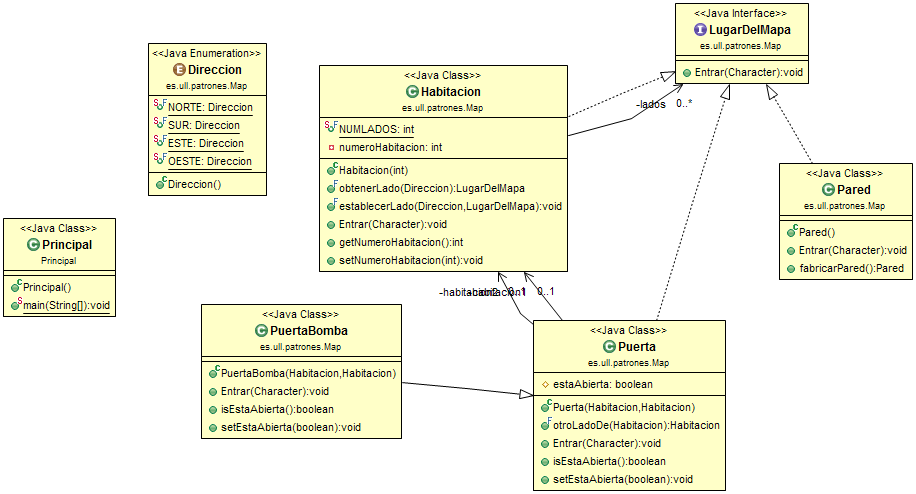 <<Java Interface>>
LugarDelMapa
es.ull.patrones.Map
Entrar(Character):void
<<Java Enumeration>>
Direccion
es.ull.patrones.Map
NORTE: Direccion
SUR: Direccion
ESTE: Direccion
OESTE: Direccion
Direccion()
<<Java Class>>
Habitacion
es.ull.patrones.Map
NUMLADOS: int
numeroHabitacion: int
Habitacion(int)
obtenerLado(Direccion):LugarDelMapa
establecerLado(Direccion,LugarDelMapa):void
Entrar(Character):void
getNumeroHabitacion():int
setNumeroHabitacion(int):void
-lados
0..*
<<Java Class>>
Pared
es.ull.patrones.Map
Pared()
Entrar(Character):void
fabricarPared():Pared
<<Java Class>>
Principal
Principal
Principal()
main(String[]):void
-habitacion2
0..1
-habitacion1
0..1
<<Java Class>>
PuertaBomba
es.ull.patrones.Map
PuertaBomba(Habitacion,Habitacion)
Entrar(Character):void
isEstaAbierta():boolean
setEstaAbierta(boolean):void
<<Java Class>>
Puerta
es.ull.patrones.Map
estaAbierta: boolean
Puerta(Habitacion,Habitacion)
otroLadoDe(Habitacion):Habitacion
Entrar(Character):void
isEstaAbierta():boolean
setEstaAbierta(boolean):void